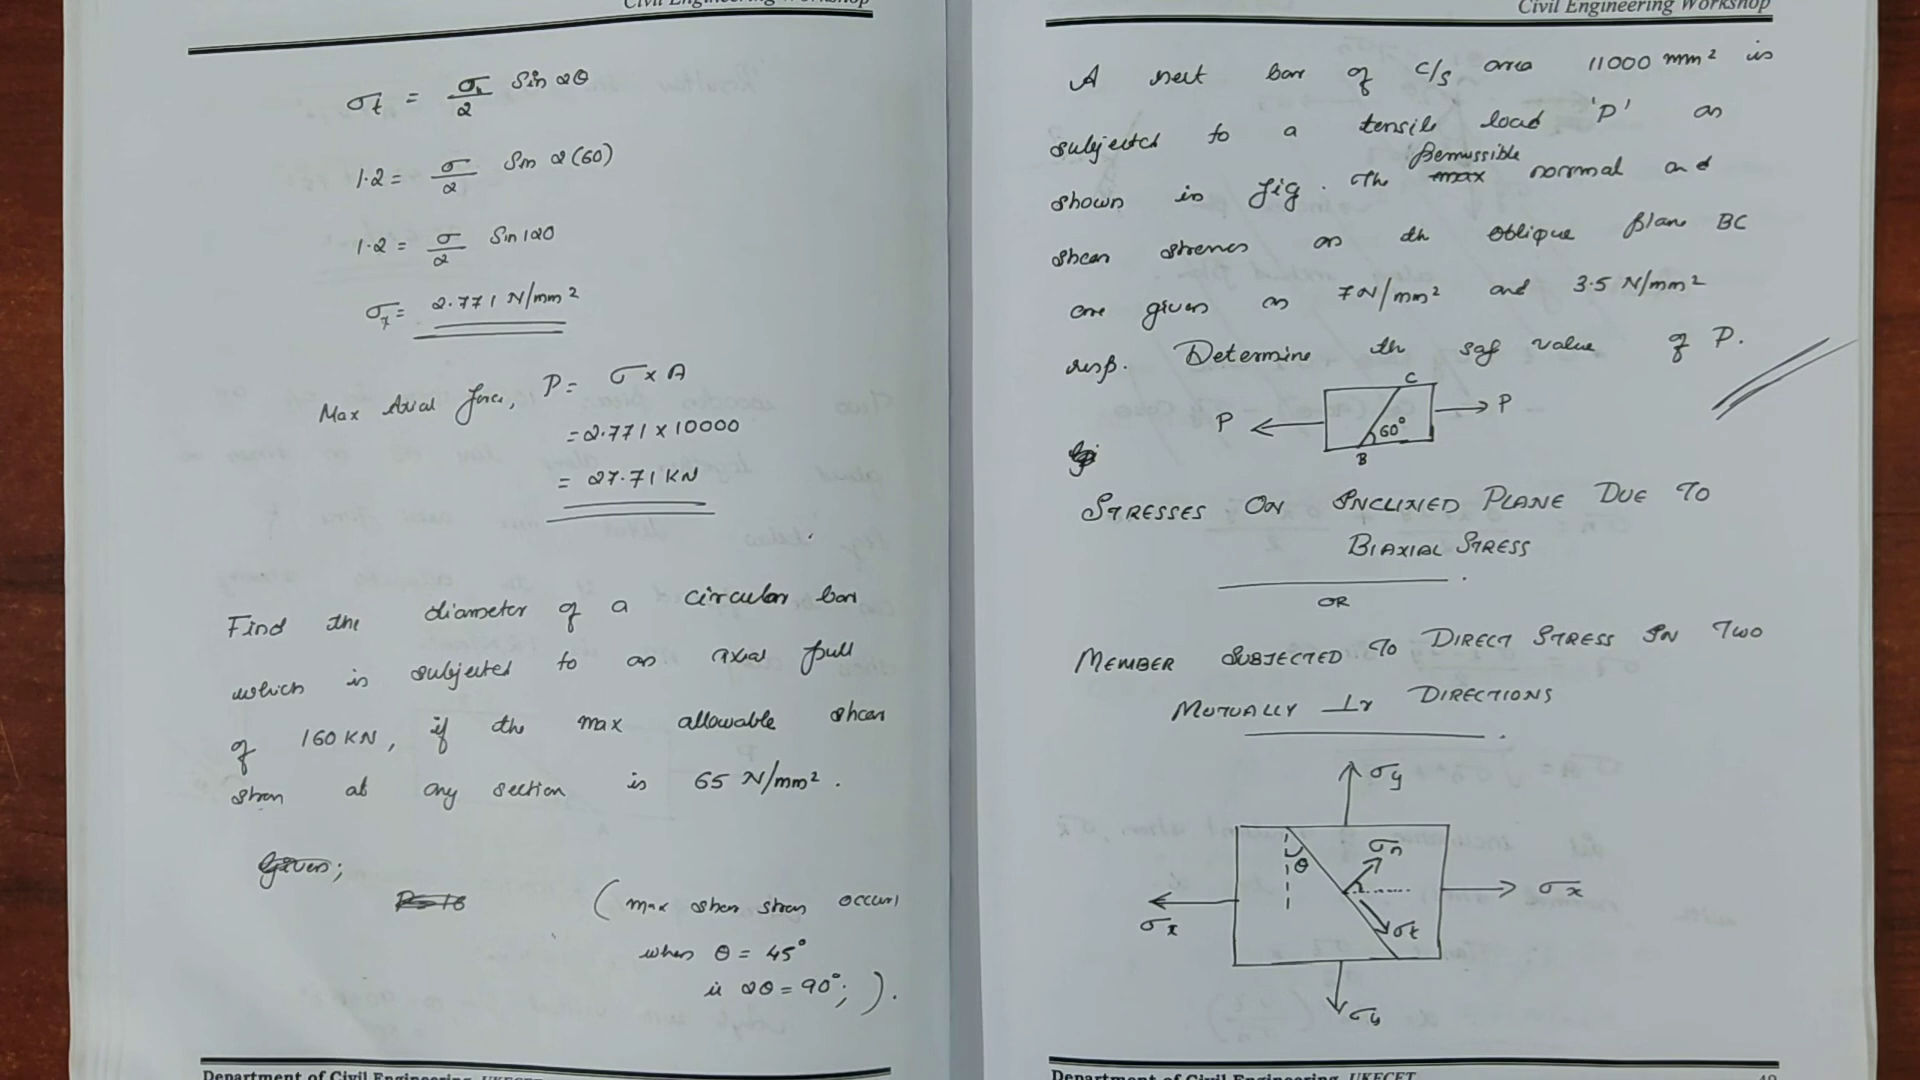 Civil Engineering Workshop
σt = σx/2 Sin 2θ
1.2 = σ/2 Sin 2(60)
1.2 = σ/2 Sin 120
σx = 2.771 N/mm²
Max Axial force, P = σ x A
= 2.771 x 10000
= 27.71 KN
Find the diameter of a circular bar
which is subjected to an axial pull
of 160 KN, if the max allowable shear
stress at any section is 65 N/mm².
Given;
P=16
(max shear stress occurs
when θ = 45°
ie 2θ = 90°; ).
Department of Civil Engineering, UKFCET
Civil Engineering Workshop
A rect bar of c/s area 11000 mm² is
subjected to a tensile load 'P' as
shown in fig. The max Permissible normal and
shear stresses on the oblique plane BC
are given as 7N/mm² and 3.5 N/mm²
resp. Determine the safe value of P.
C
P P
60°
B
STRESSES ON INCLINED PLANE DUE TO
BIAXIAL STRESS
OR
MEMBER SUBJECTED TO DIRECT STRESS IN TWO
MUTUALLY ⊥r DIRECTIONS
σy
σn
θ
σx
σx
σt
σy
Department of Civil Engineering, UKFCET